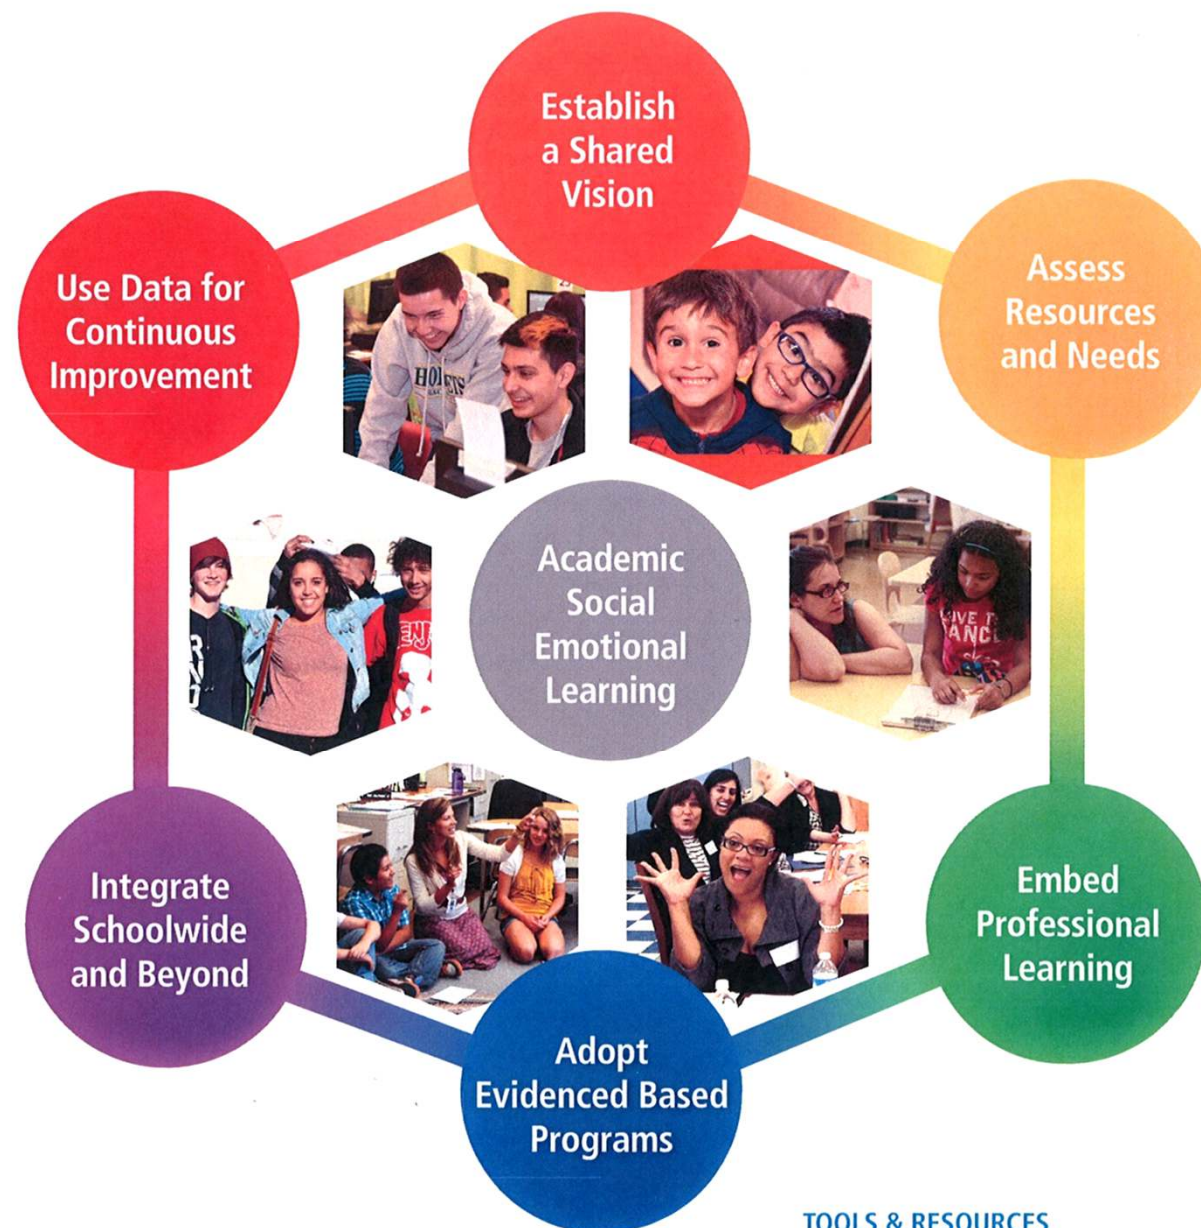 Establish
a Shared
Vision
Assess
Resources
and Needs
Use Data for
Continuous
Improvement
Academic
Social
Emotional
Learning
Embed
Professional
Learning
Integrate
Schoolwide
and Beyond
Adopt
Evidenced Based
Programs
TOOLS & RESOURCES